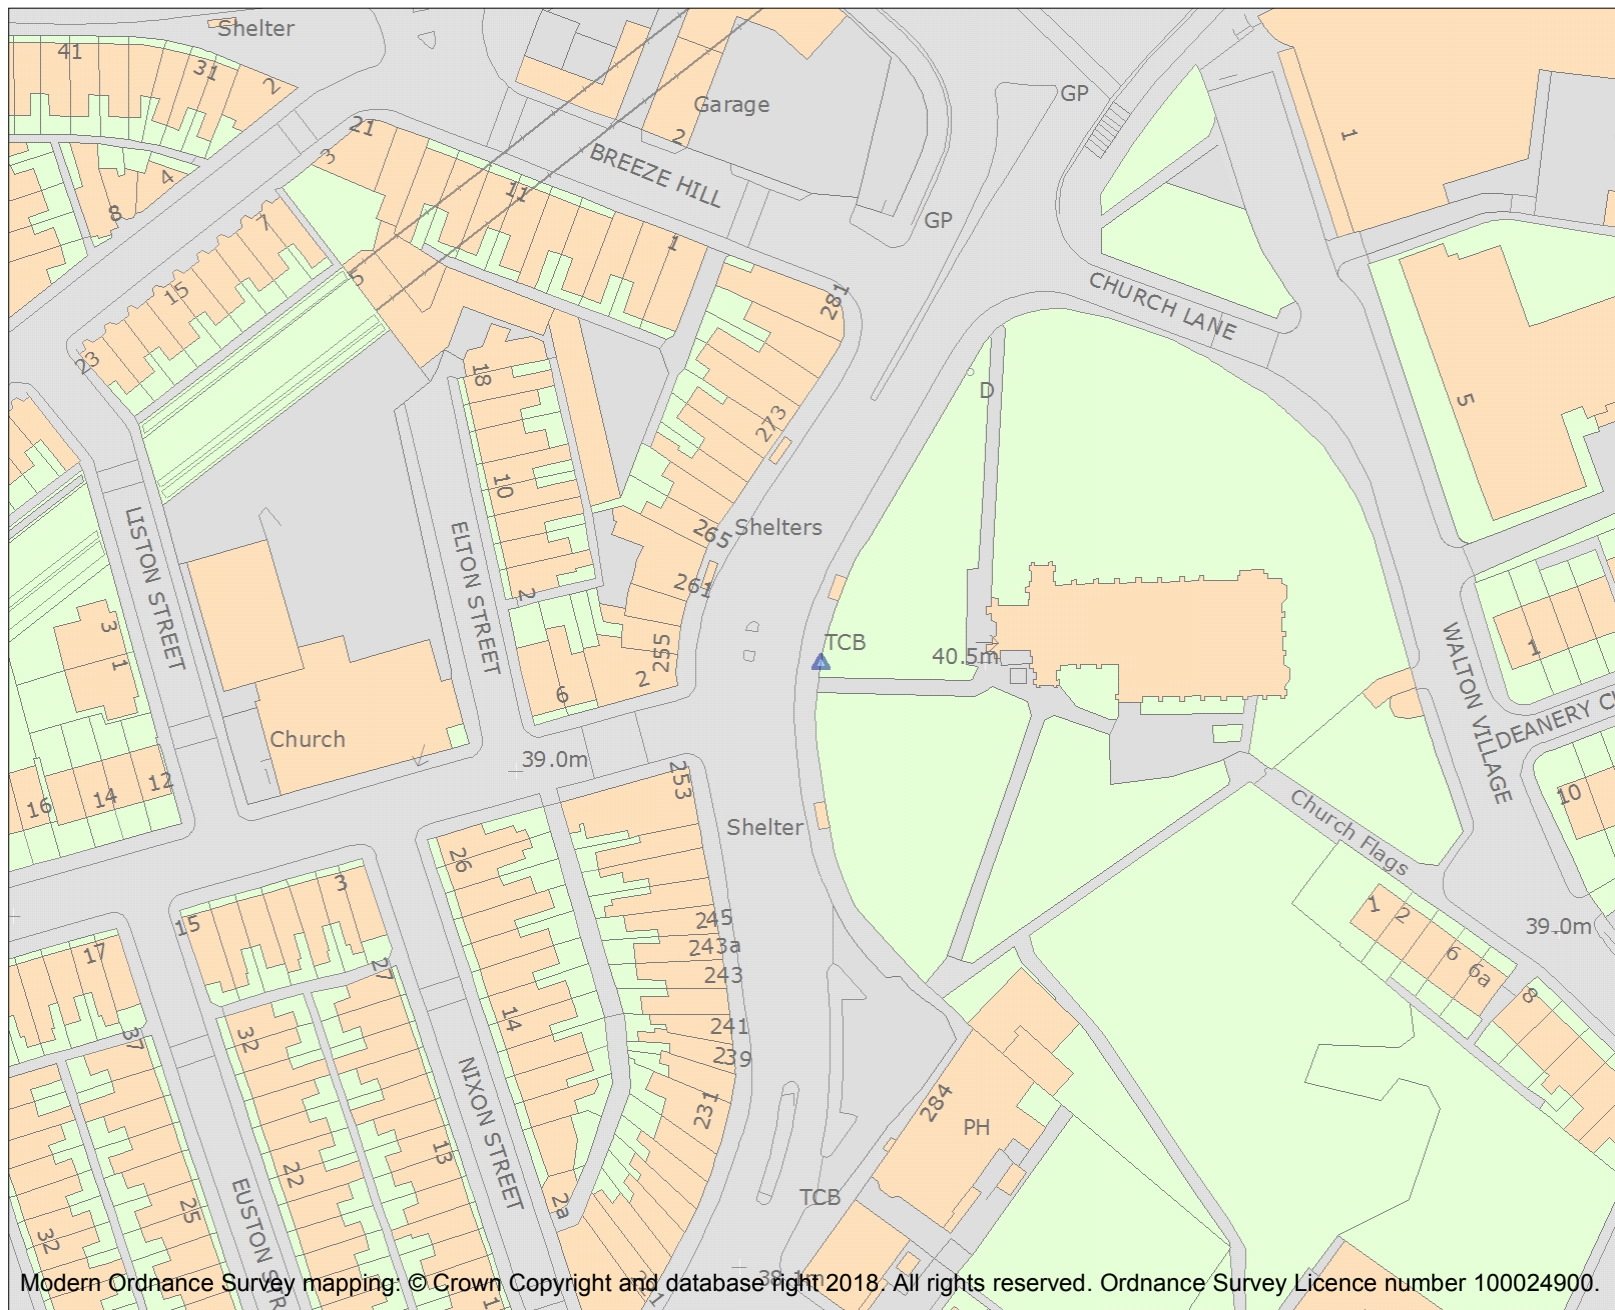 Shelter
41
31
2
21
3
Garage
2
GP
1
BREEZE HILL
4
8
11
GP
7
1
15
5
281
CHURCH LANE
23
18
D
273
5
10
LISTON STREET
ELTON STREET
265
Shelters
261
2
3
1
255
TCB
40.5m
WALTON VILLAGE
1
6
2
DEANERY C
Church
39.0m
253
16
14
12
10
Shelter
Church Flags
26
3
15
245
1
2
17
243a
6
6a
39.0m
27
243
8
14
32
37
241
239
NIXON STREET
231
284
PH
13
22
EUSTON STR
25
2a
TCB
32
38.1m
Modern Ordnance Survey mapping: © Crown Copyright and database right 2018. All rights reserved. Ordnance Survey Licence number 100024900.